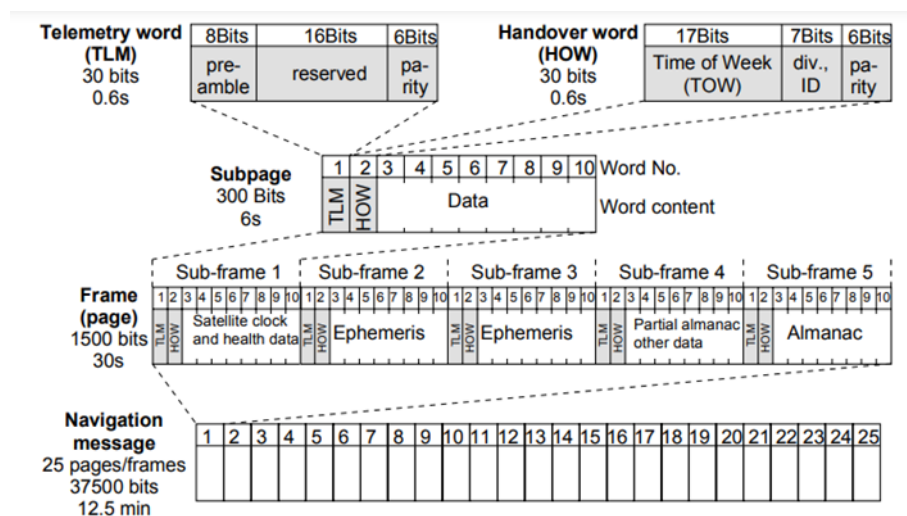 Telemetry word
(TLM)
30 bits
0.6s
8Bits 16Bits 6Bits
pre-
amble
reserved
pa-
rity
Handover word
(HOW)
30 bits
0.6s
17Bits 7Bits 6Bits
Time of Week
(TOW)
div.,
ID
pa-
rity
Subpage
300 Bits
6s
1 2 3 4 5 6 7 8 9 10 Word No.
TLM HOW Data Word content
Sub-frame 1 Sub-frame 2 Sub-frame 3 Sub-frame 4 Sub-frame 5
Frame
(page)
1500 bits
30s
1 2 3 4 5 6 7 8 9 10 1 2 3 4 5 6 7 8 9 10 1 2 3 4 5 6 7 8 9 10 1 2 3 4 5 6 7 8 9 10 1 2 3 4 5 6 7 8 9 10
TLM HOW Satellite clock
and health data
TLM HOW Ephemeris
TLM HOW Ephemeris
TLM HOW Partial almanac
other data
TLM HOW Almanac
Navigation
message
25 pages/frames
37500 bits
12.5 min
1 2 3 4 5 6 7 8 9 10 11 12 13 14 15 16 17 18 19 20 21 22 23 24 25